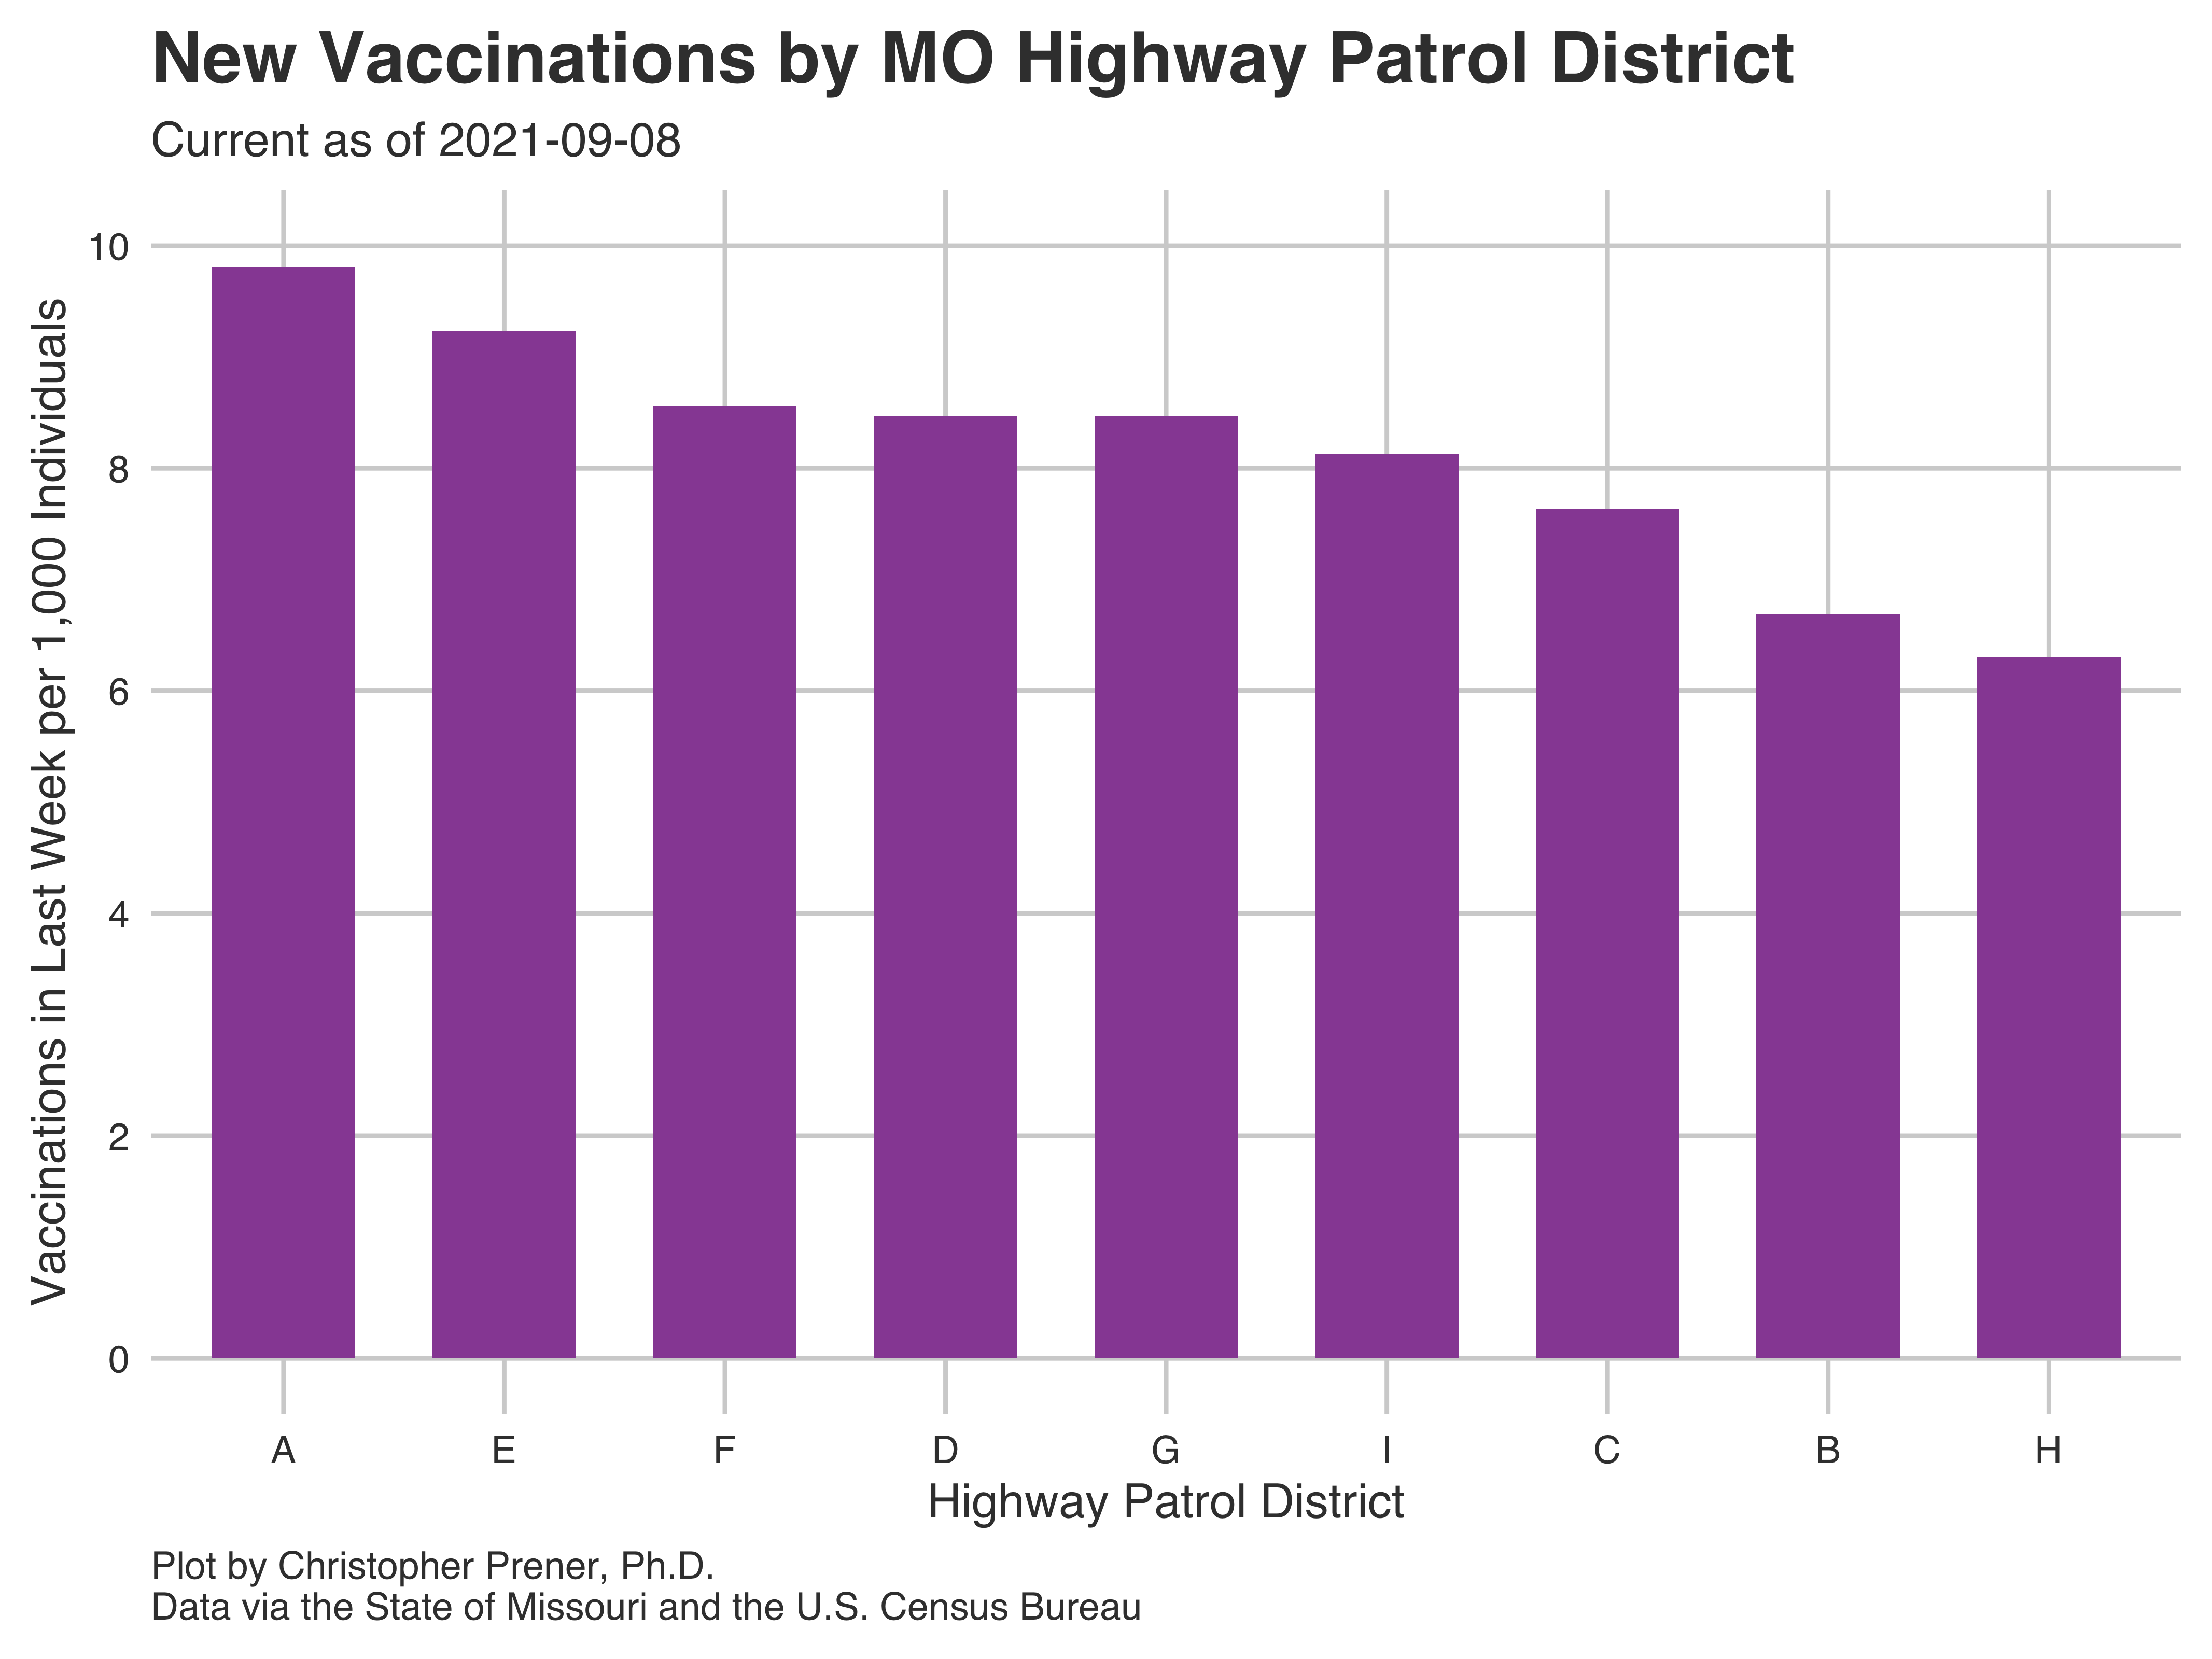 New Vaccinations by MO Highway Patrol District
Current as of 2021-09-08
Vaccinations in Last Week per 1,000 Individuals
10
8
6
4
2
0
A E F D G I C B H
Highway Patrol District
Plot by Christopher Prener, Ph.D.
Data via the State of Missouri and the U.S. Census Bureau